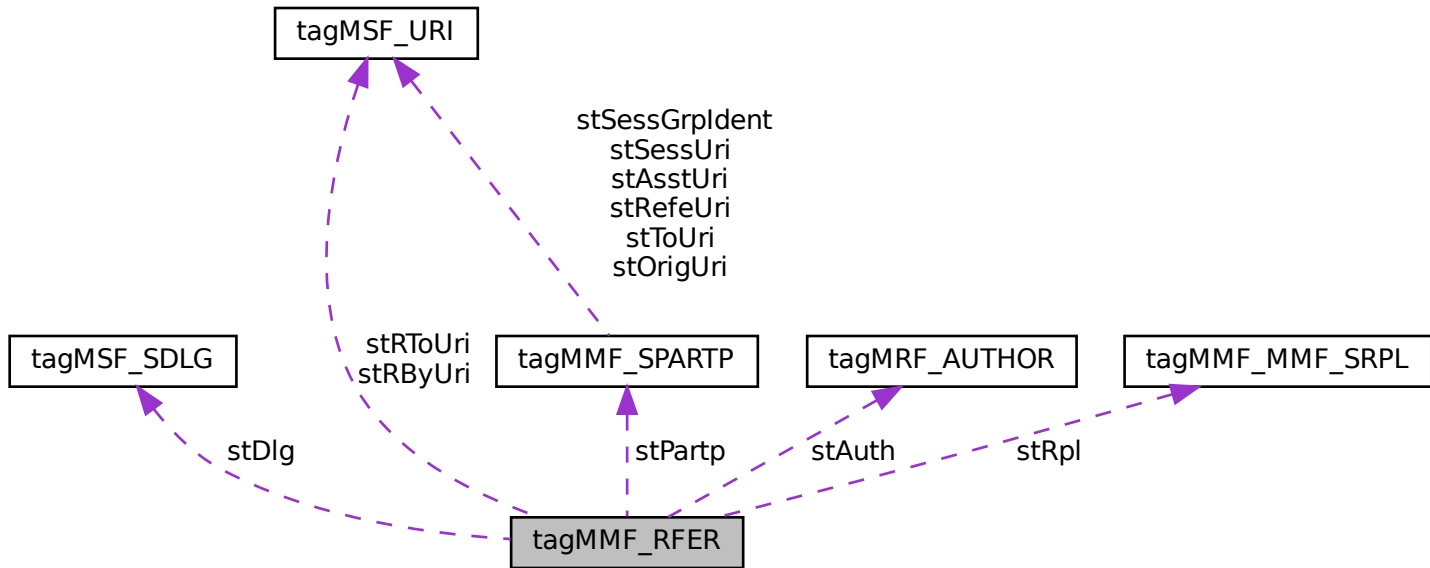 tagMSF_URI
stSessGrpIdent
stSessUri
stAsstUri
stRefeUri
stToUri
stOrigUri
stRToUri
stRByUri
tagMSF_SDLG
tagMMF_SPARTP
tagMRF_AUTHOR
tagMMF_MMF_SRPL
stDlg
stPartp
stAuth
stRpl
tagMMF_RFER